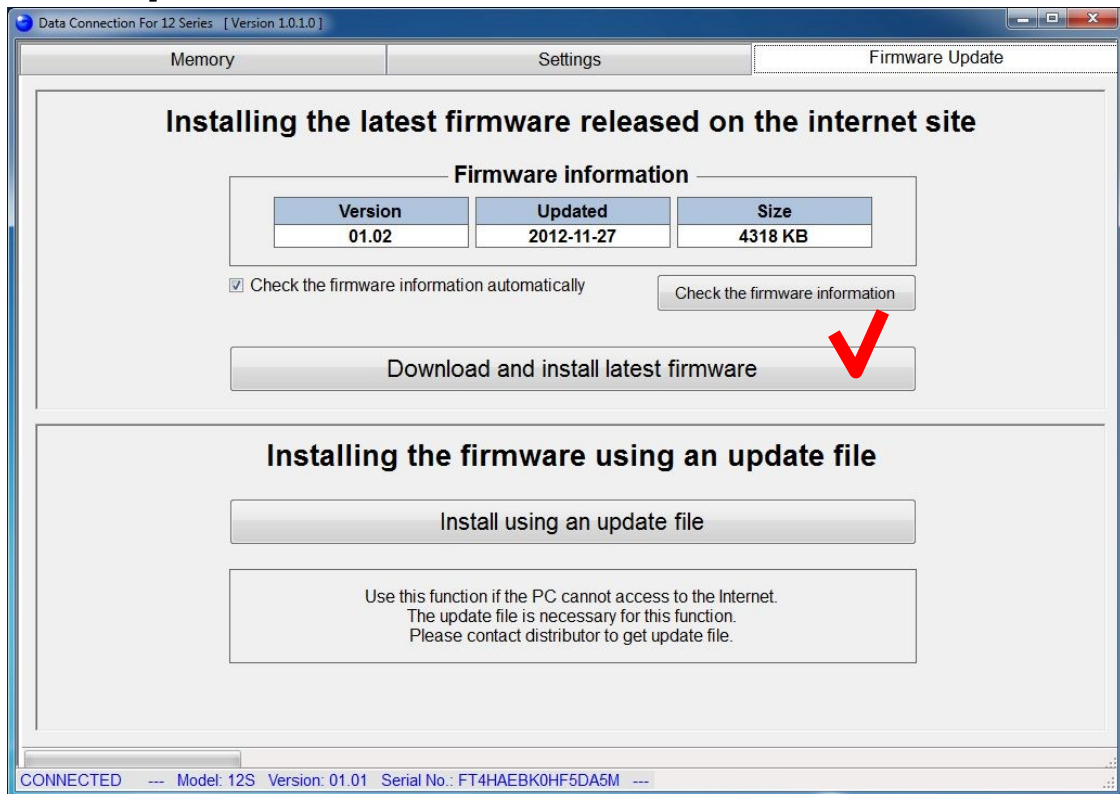 Data Connection For 12 Series [ Version 1.0.1.0 ]
Memory Settings Firmware Update
Installing the latest firmware released on the internet site
Firmware information
Version Updated Size
01.02 2012-11-27 4318 KB
Check the firmware information automatically Check the firmware information
Download and install latest firmware
Installing the firmware using an update file
Install using an update file
Use this function if the PC cannot access to the Internet.
The update file is necessary for this function.
Please contact distributor to get update file.
CONNECTED --- Model: 12S Version: 01.01 Serial No.: FT4HAEBK0HF5DA5M ---